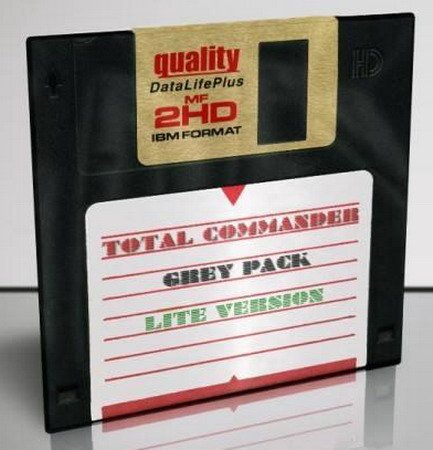 quality
DataLifePlus
MF
2HD
IBM FORMAT
HD
TOTAL COMMANDER
GREY PACK
LITE VERSION